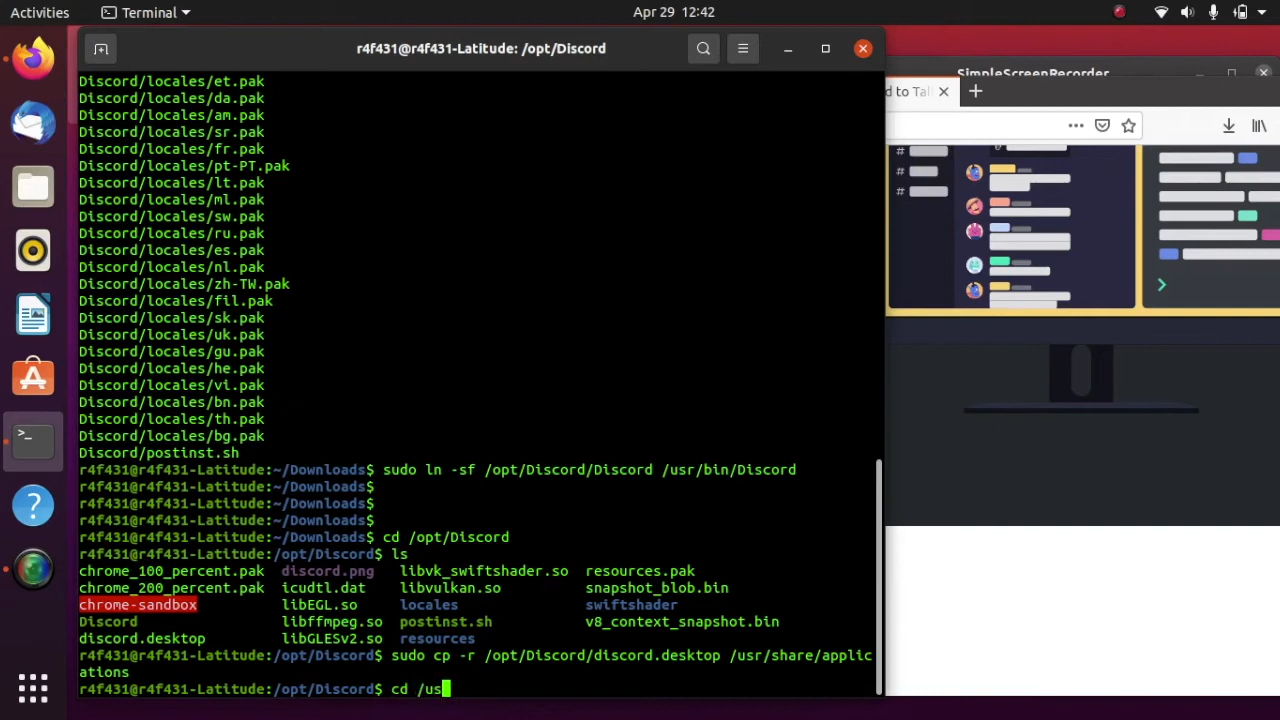 Activities
Terminal
Apr 29 12:42
r4f431@r4f431-Latitude: /opt/Discord
SimpleScreenRecorder
d to Tal
Discord/locales/et.pak
Discord/locales/da.pak
Discord/locales/am.pak
Discord/locales/sr.pak
Discord/locales/fr.pak
Discord/locales/pt-PT.pak
Discord/locales/lt.pak
Discord/locales/ml.pak
Discord/locales/sw.pak
Discord/locales/ru.pak
Discord/locales/es.pak
Discord/locales/nl.pak
Discord/locales/zh-TW.pak
Discord/locales/fil.pak
Discord/locales/sk.pak
Discord/locales/uk.pak
Discord/locales/gu.pak
Discord/locales/he.pak
Discord/locales/vi.pak
Discord/locales/bn.pak
Discord/locales/th.pak
Discord/locales/bg.pak
Discord/postinst.sh
r4f431@r4f431-Latitude:~/Downloads$ sudo ln -sf /opt/Discord/Discord /usr/bin/Discord
r4f431@r4f431-Latitude:~/Downloads$
r4f431@r4f431-Latitude:~/Downloads$
r4f431@r4f431-Latitude:~/Downloads$
r4f431@r4f431-Latitude:~/Downloads$ cd /opt/Discord
r4f431@r4f431-Latitude:/opt/Discord$ ls
chrome_100_percent.pak discord.png libvk_swiftshader.so resources.pak
chrome_200_percent.pak icudtl.dat libvulkan.so snapshot_blob.bin
chrome-sandbox libEGL.so locales swiftshader
Discord libffmpeg.so postinst.sh v8_context_snapshot.bin
discord.desktop libGLESv2.so resources
r4f431@r4f431-Latitude:/opt/Discord$ sudo cp -r /opt/Discord/discord.desktop /usr/share/applic
ations
r4f431@r4f431-Latitude:/opt/Discord$ cd /us